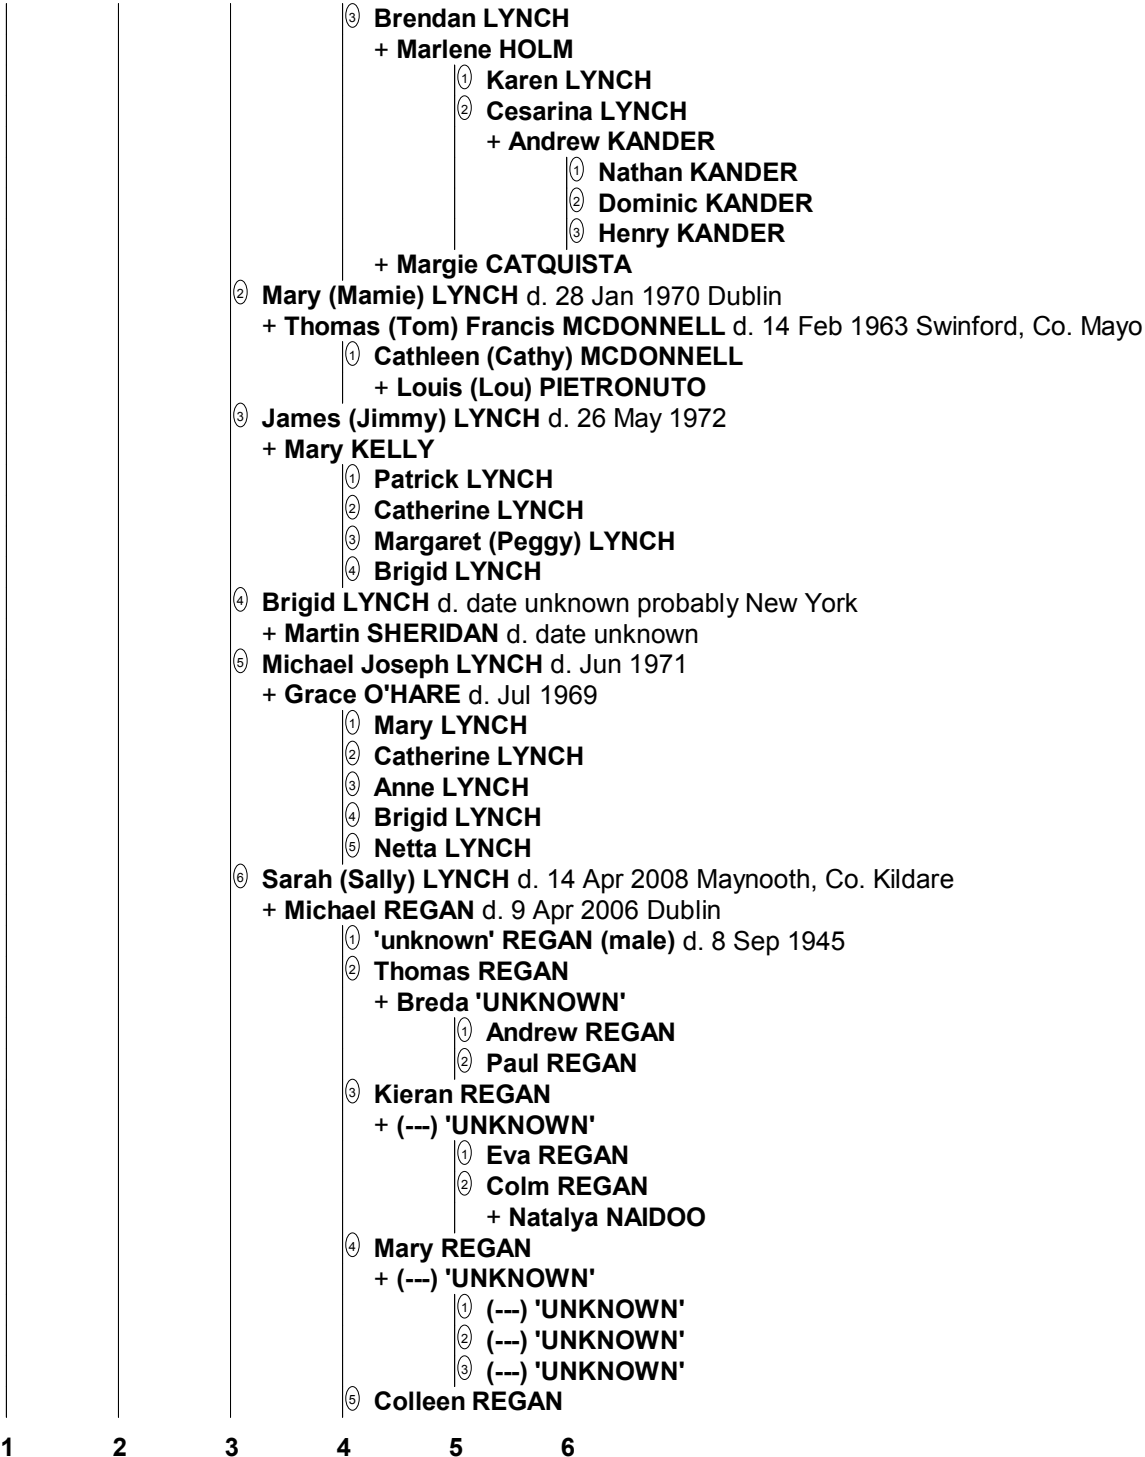 3 Brendan LYNCH
+ Marlene HOLM
1 Karen LYNCH
2 Cesarina LYNCH
+ Andrew KANDER
1 Nathan KANDER
2 Dominic KANDER
3 Henry KANDER
+ Margie CATQUISTA
2 Mary (Mamie) LYNCH d. 28 Jan 1970 Dublin
+ Thomas (Tom) Francis MCDONNELL d. 14 Feb 1963 Swinford, Co. Mayo
1 Cathleen (Cathy) MCDONNELL
+ Louis (Lou) PIETRONUTO
3 James (Jimmy) LYNCH d. 26 May 1972
+ Mary KELLY
1 Patrick LYNCH
2 Catherine LYNCH
3 Margaret (Peggy) LYNCH
4 Brigid LYNCH
4 Brigid LYNCH d. date unknown probably New York
+ Martin SHERIDAN d. date unknown
5 Michael Joseph LYNCH d. Jun 1971
+ Grace O'HARE d. Jul 1969
1 Mary LYNCH
2 Catherine LYNCH
3 Anne LYNCH
4 Brigid LYNCH
5 Netta LYNCH
6 Sarah (Sally) LYNCH d. 14 Apr 2008 Maynooth, Co. Kildare
+ Michael REGAN d. 9 Apr 2006 Dublin
1 'unknown' REGAN (male) d. 8 Sep 1945
2 Thomas REGAN
+ Breda 'UNKNOWN'
1 Andrew REGAN
2 Paul REGAN
3 Kieran REGAN
+ (---) 'UNKNOWN'
1 Eva REGAN
2 Colm REGAN
+ Natalya NAIDOO
4 Mary REGAN
+ (---) 'UNKNOWN'
1 (---) 'UNKNOWN'
2 (---) 'UNKNOWN'
3 (---) 'UNKNOWN'
5 Colleen REGAN
1 2 3 4 5 6